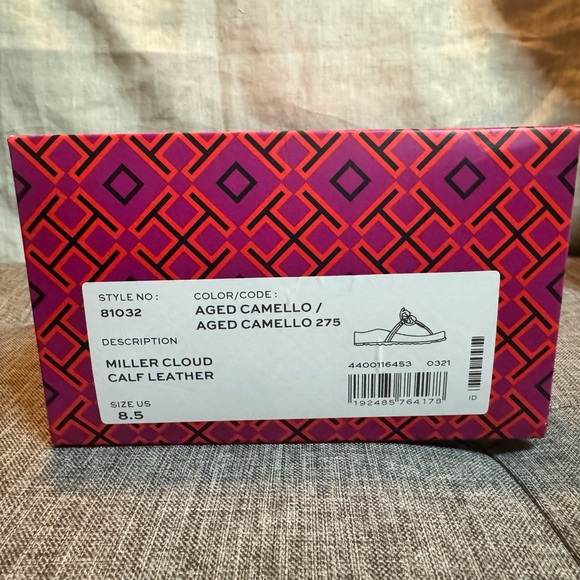 STYLE NO :
81032
COLOR/CODE :
AGED CAMELLO /
AGED CAMELLO 275
DESCRIPTION
MILLER CLOUD
CALF LEATHER
SIZE US
8.5
4400116453 0321
192485764178
ID